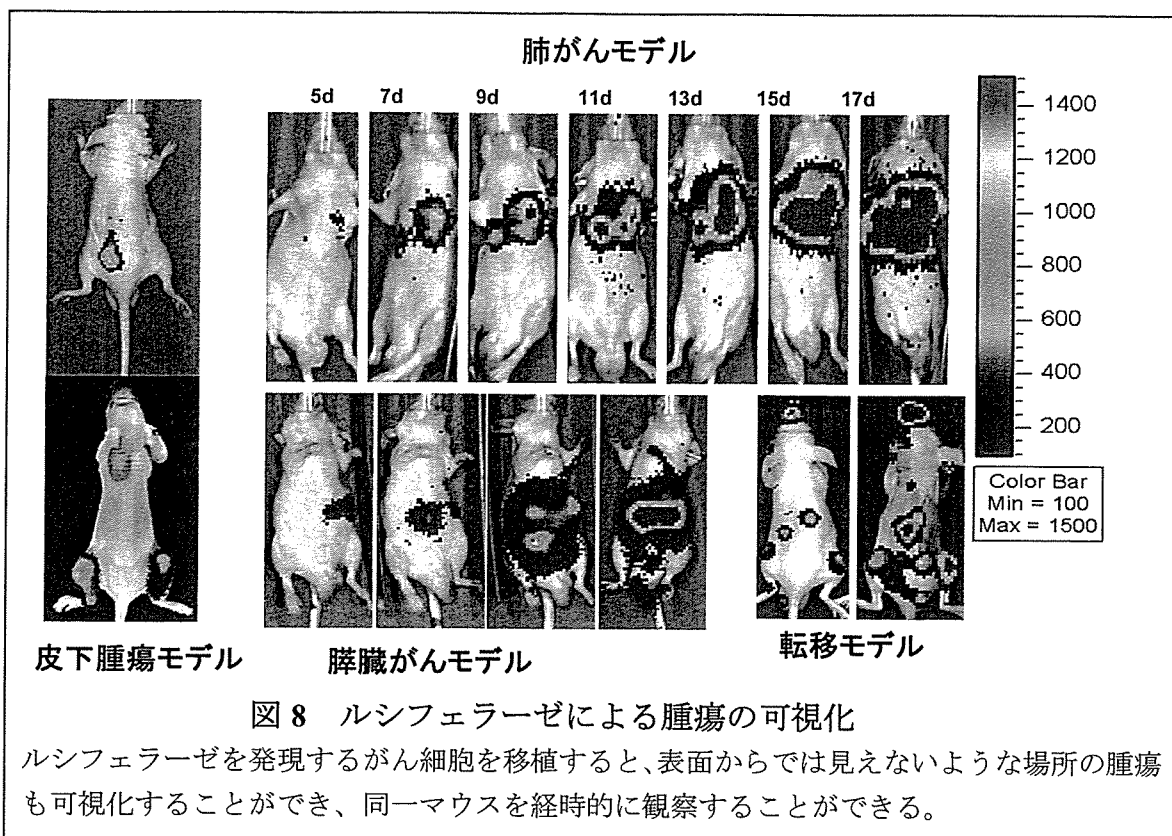 肺がんモデル
5d 7d 9d 11d 13d 15d 17d
1400
1200
1000
800
600
400
200
Color Bar
Min = 100
Max = 1500
皮下腫瘍モデル
膵臓がんモデル
転移モデル
図 8 ルシフェラーゼによる腫瘍の可視化
ルシフェラーゼを発現するがん細胞を移植すると、表面からでは見えないような場所の腫瘍
も可視化することができ、同一マウスを経時的に観察することができる。